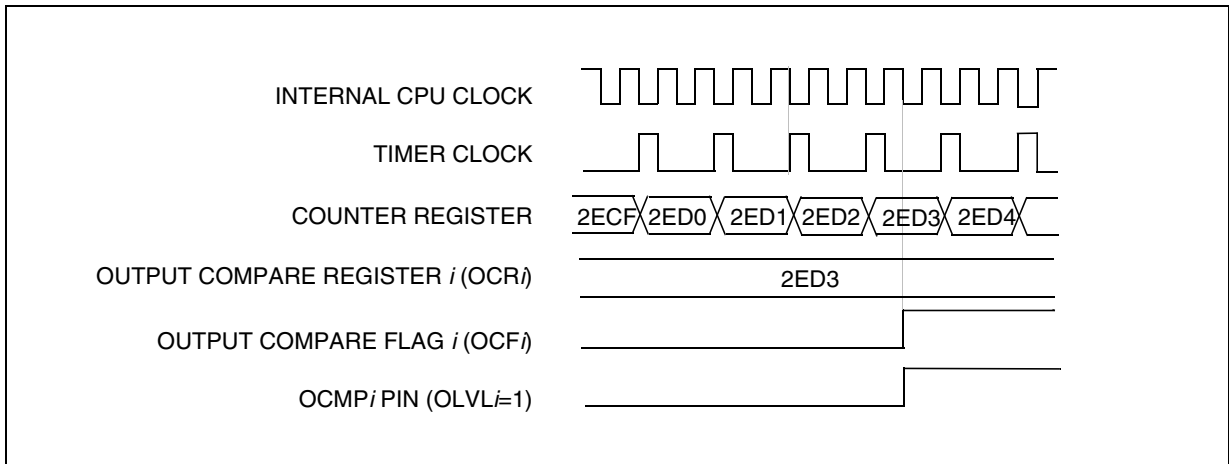 INTERNAL CPU CLOCK
TIMER CLOCK
COUNTER REGISTER 2ECF 2ED0 2ED1 2ED2 2ED3 2ED4
OUTPUT COMPARE REGISTER i (OCRi) 2ED3
OUTPUT COMPARE FLAG i (OCFi)
OCMPi PIN (OLVLi=1)